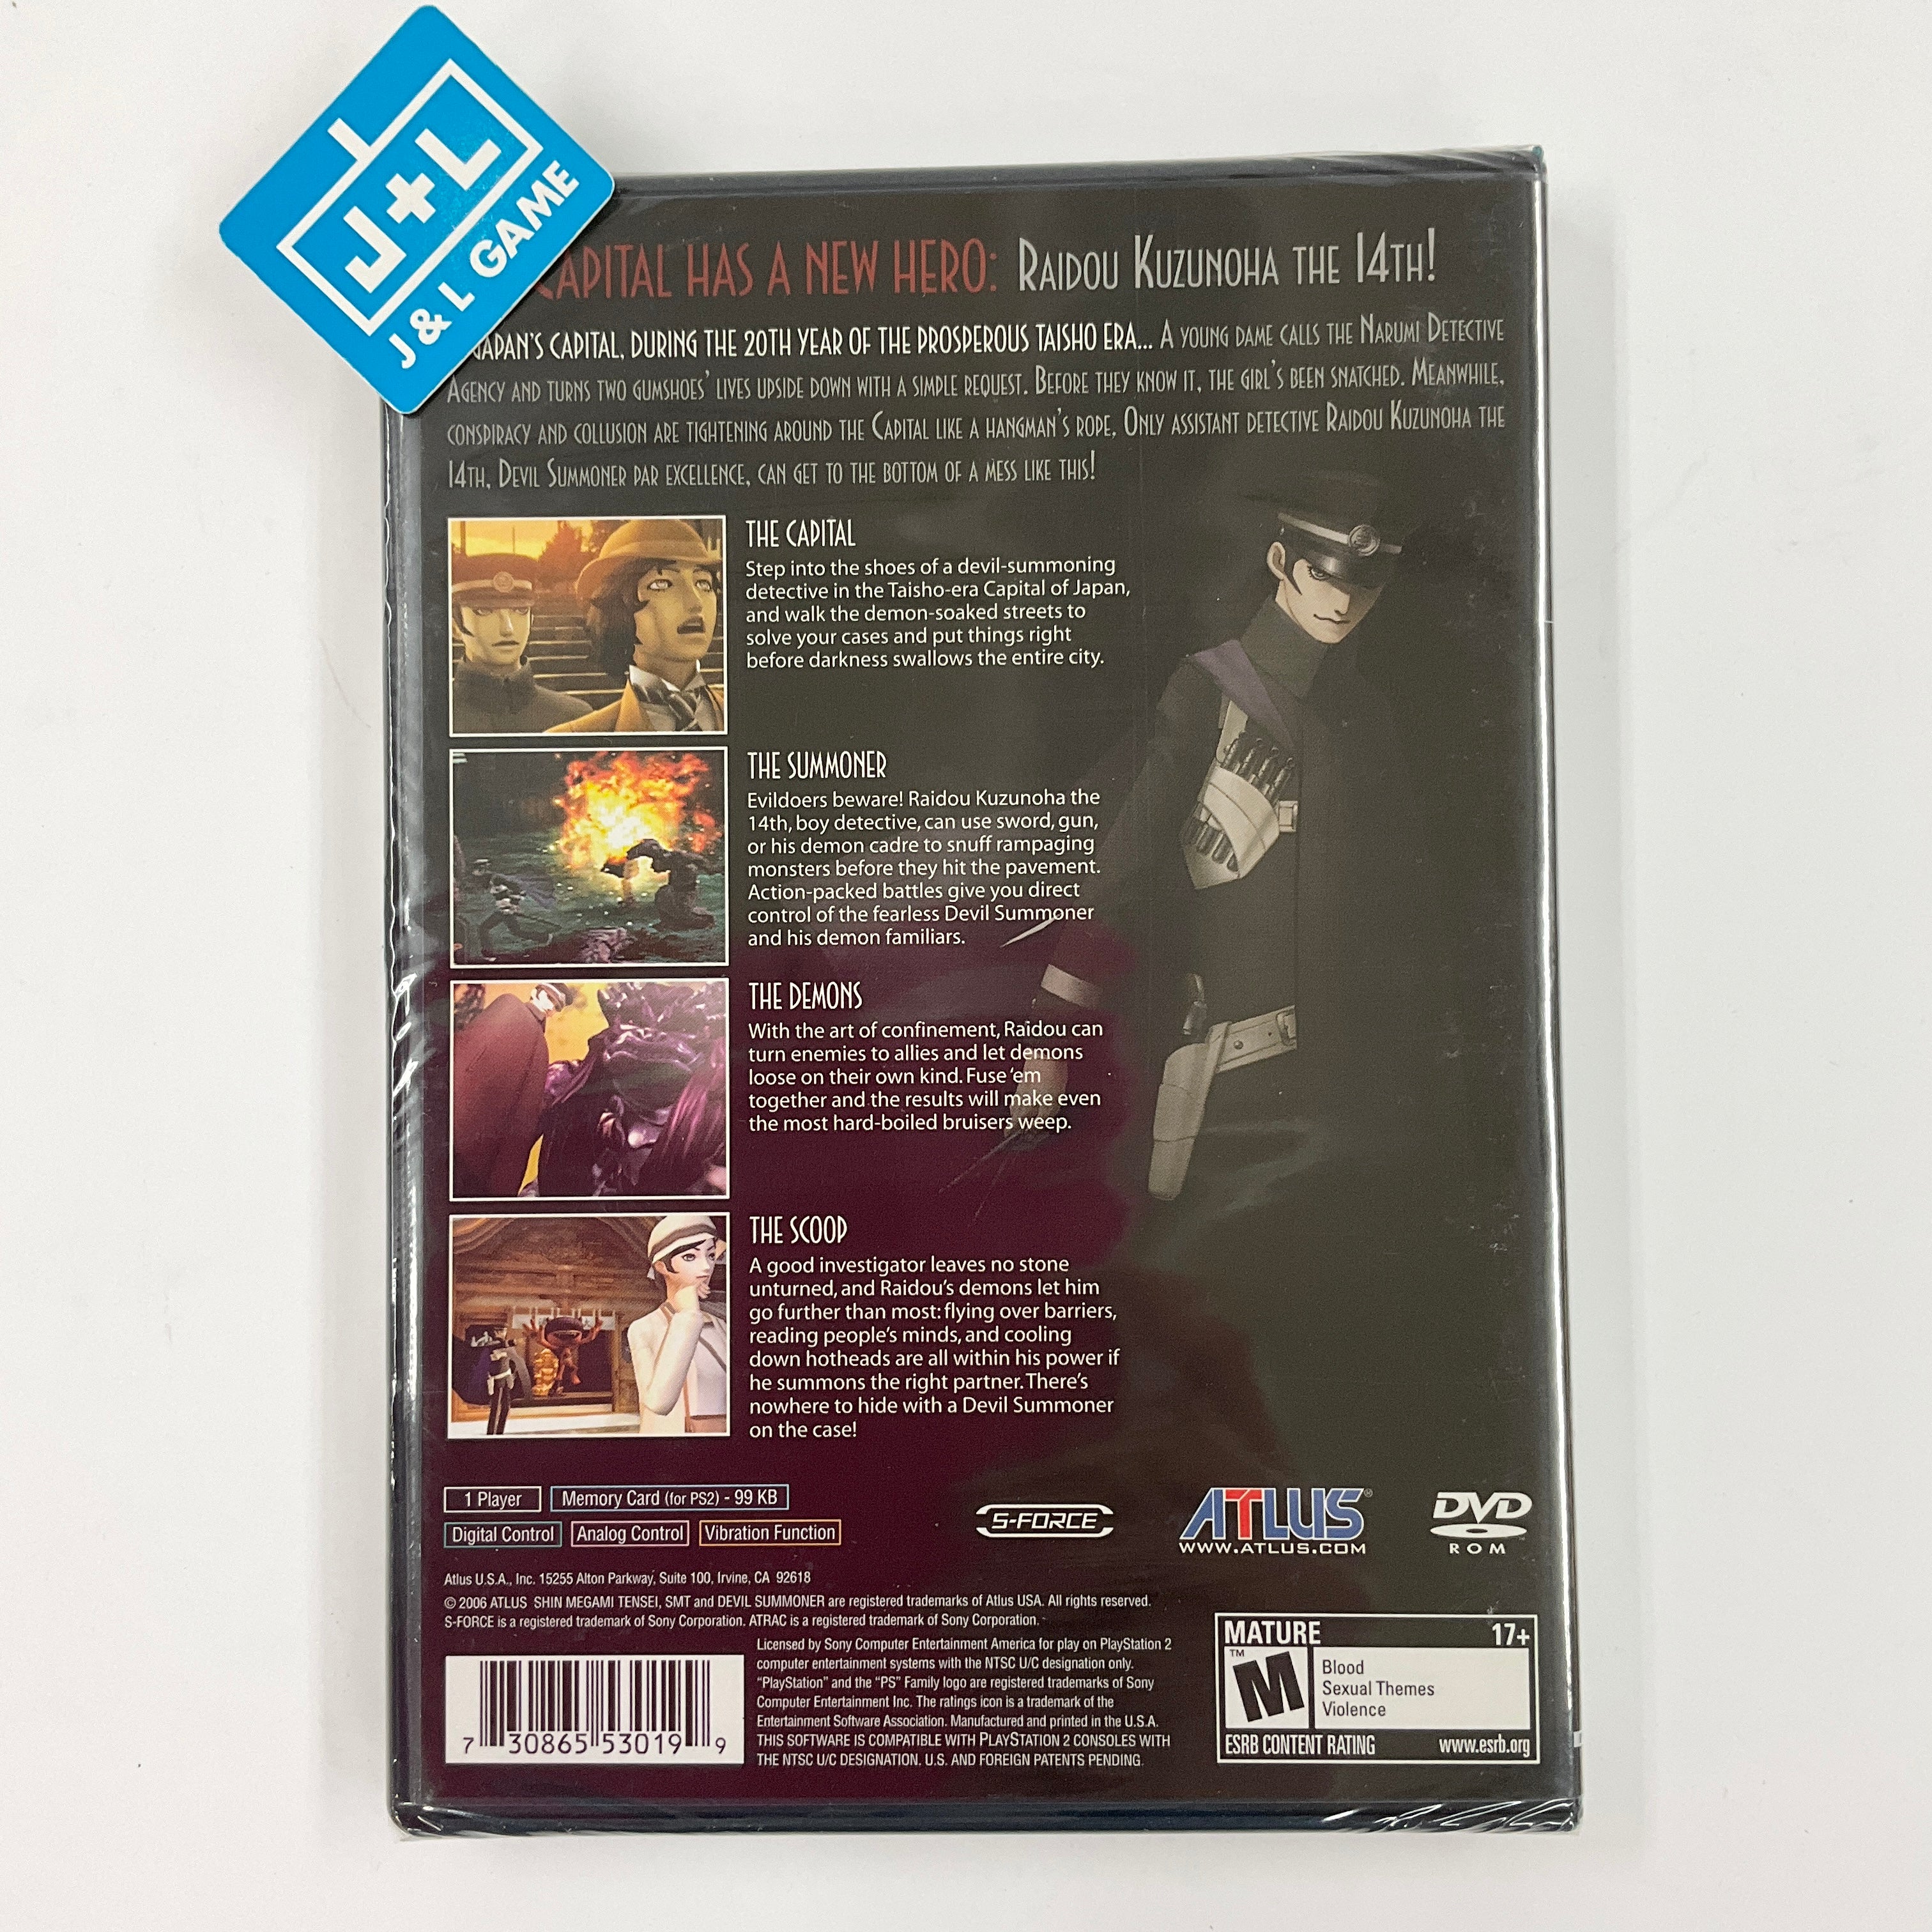 J+L
J & L GAME
CAPITAL HAS A NEW HERO: RAIDOU KUZUNOHA THE 14TH!
JAPAN'S CAPITAL, DURING THE 20TH YEAR OF THE PROSPEROUS TAISHO ERA... A YOUNG DAME CALLS THE NARUMI DETECTIVE
AGENCY AND TURNS TWO GUMSHOES' LIVES UPSIDE DOWN WITH A SIMPLE REQUEST. BEFORE THEY KNOW IT, THE GIRL'S BEEN SNATCHED. MEANWHILE,
CONSPIRACY AND COLLUSION ARE TIGHTENING AROUND THE CAPITAL LIKE A HANGMAN'S ROPE. ONLY ASSISTANT DETECTIVE RAIDOU KUZUNOHA THE
14TH, DEVIL SUMMONER PAR EXCELLENCE, CAN GET TO THE BOTTOM OF A MESS LIKE THIS!
THE CAPITAL
Step into the shoes of a devil-summoning
detective in the Taisho-era Capital of Japan,
and walk the demon-soaked streets to
solve your cases and put things right
before darkness swallows the entire city.
THE SUMMONER
Evildoers beware! Raidou Kuzunoha the
14th, boy detective, can use sword, gun,
or his demon cadre to snuff rampaging
monsters before they hit the pavement.
Action-packed battles give you direct
control of the fearless Devil Summoner
and his demon familiars.
THE DEMONS
With the art of confinement, Raidou can
turn enemies to allies and let demons
loose on their own kind. Fuse 'em
together and the results will make even
the most hard-boiled bruisers weep.
THE SCOOP
A good investigator leaves no stone
unturned, and Raidou's demons let him
go further than most: flying over barriers,
reading people's minds, and cooling
down hotheads are all within his power if
he summons the right partner. There's
nowhere to hide with a Devil Summoner
on the case!
1 Player Memory Card (for PS2) - 99 KB
Digital Control Analog Control Vibration Function
S-FORCE
ATLUS®
WWW.ATLUS.COM
DVD
ROM
Atlus U.S.A., Inc. 15255 Alton Parkway, Suite 100, Irvine, CA 92618
© 2006 ATLUS SHIN MEGAMI TENSEI, SMT and DEVIL SUMMONER are registered trademarks of Atlus USA. All rights reserved.
S-FORCE is a registered trademark of Sony Corporation. ATRAC is a registered trademark of Sony Corporation.
Licensed by Sony Computer Entertainment America for play on PlayStation 2
computer entertainment systems with the NTSC U/C designation only.
"PlayStation" and the "PS" Family logo are registered trademarks of Sony
Computer Entertainment Inc. The ratings icon is a trademark of the
Entertainment Software Association. Manufactured and printed in the U.S.A.
THIS SOFTWARE IS COMPATIBLE WITH PLAYSTATION 2 CONSOLES WITH
THE NTSC U/C DESIGNATION. U.S. AND FOREIGN PATENTS PENDING.
7 30865 53019 9
MATURE 17+
TM
M
Blood
Sexual Themes
Violence
ESRB CONTENT RATING www.esrb.org